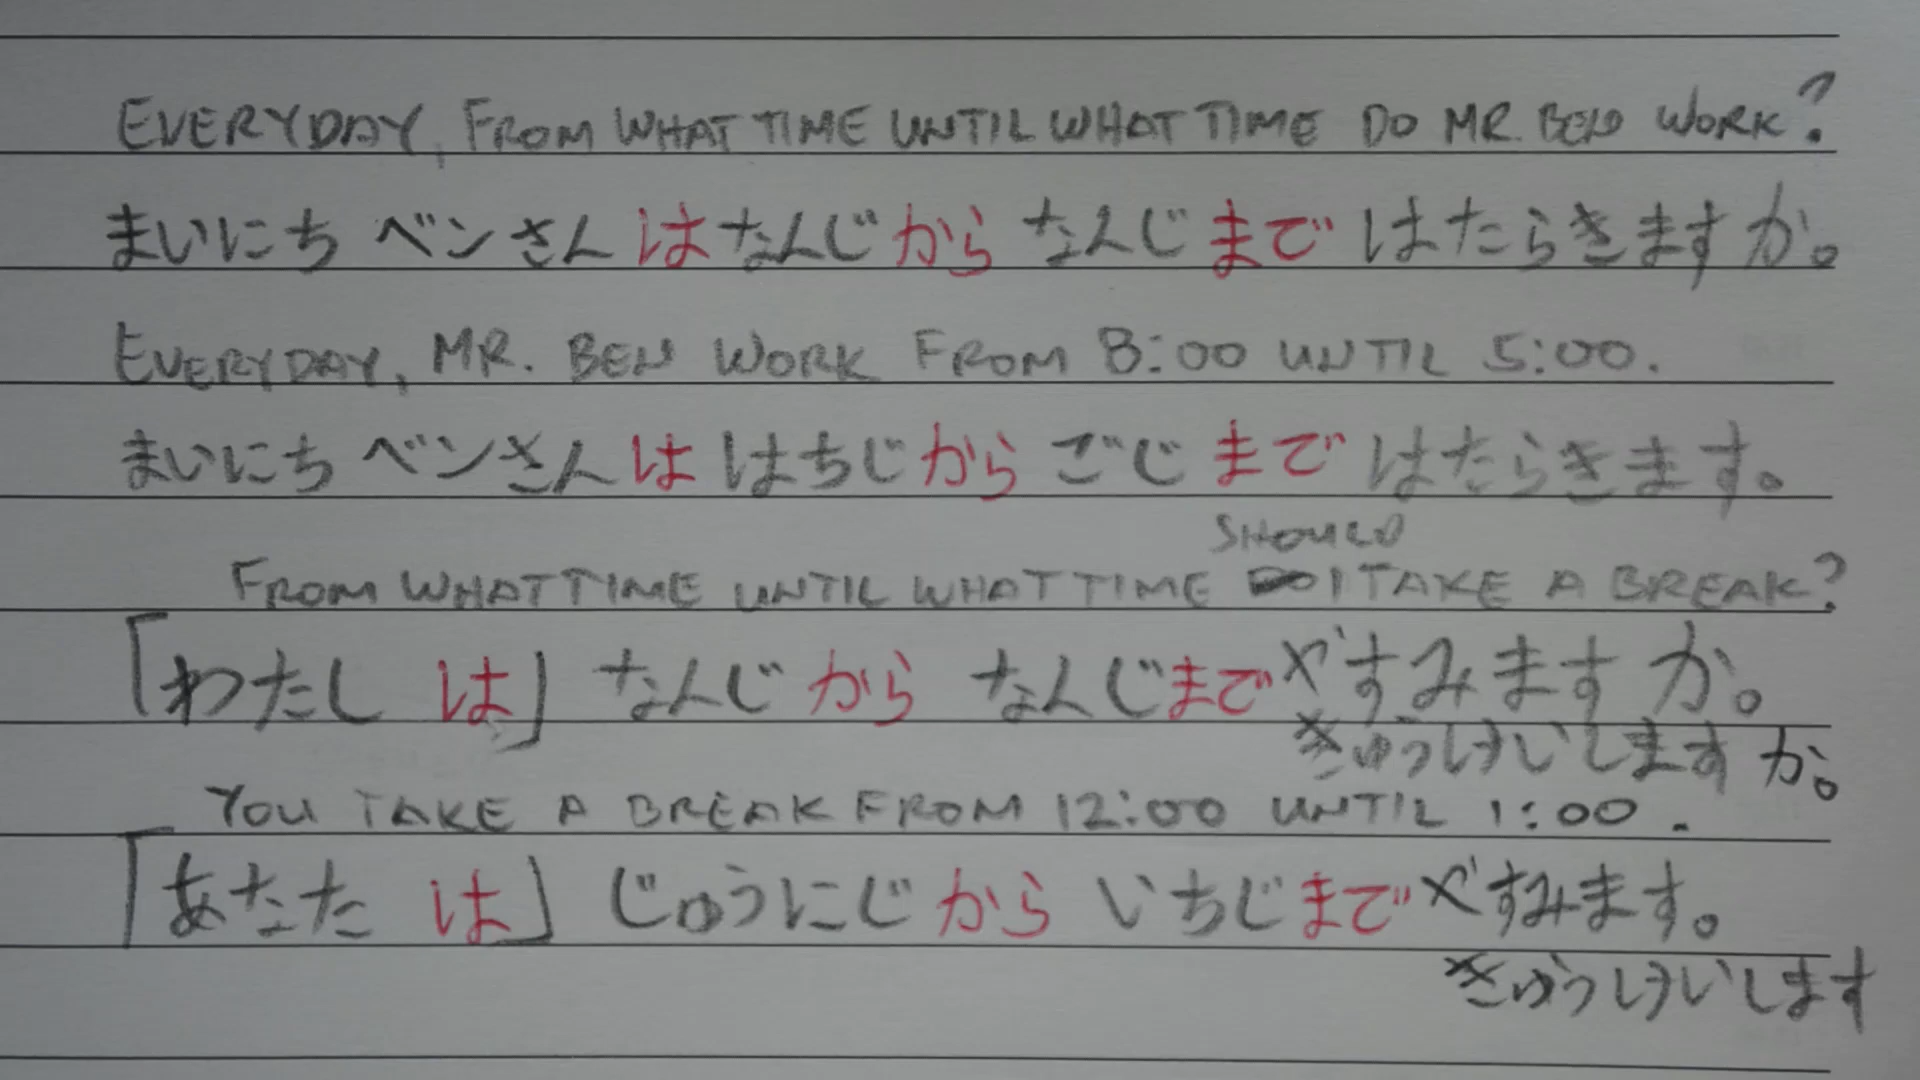 EVERYDAY, FROM WHAT TIME UNTIL WHAT TIME DO MR. BEN WORK?
まいにち ベンさん は なんじ から なんじ まで はたらきます か。
EVERYDAY, MR. BEN WORK FROM 8:00 UNTIL 5:00.
まいにち ベンさん は はちじ から ごじ まで はたらきます。
SHOULD
FROM WHAT TIME UNTIL WHAT TIME DO I TAKE A BREAK?
「わたし は」 なんじ から なんじ まで やすみます か。
きゅうけいします か。
YOU TAKE A BREAK FROM 12:00 UNTIL 1:00.
「あなた は」 じゅうにじ から いちじ まで やすみます。
きゅうけいします